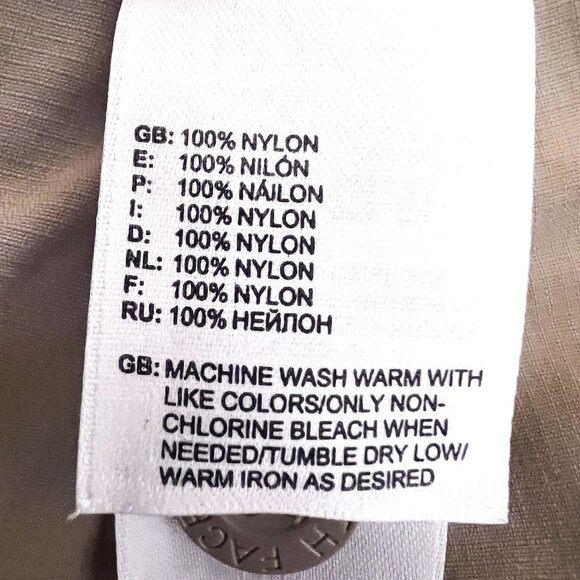 GB: 100% NYLON
E: 100% NILÓN
P: 100% NÁILON
I: 100% NYLON
D: 100% NYLON
NL: 100% NYLON
F: 100% NYLON
RU: 100% НЕЙЛОН
GB: MACHINE WASH WARM WITH
LIKE COLORS/ONLY NON-
CHLORINE BLEACH WHEN
NEEDED/TUMBLE DRY LOW/
WARM IRON AS DESIRED
H FACE